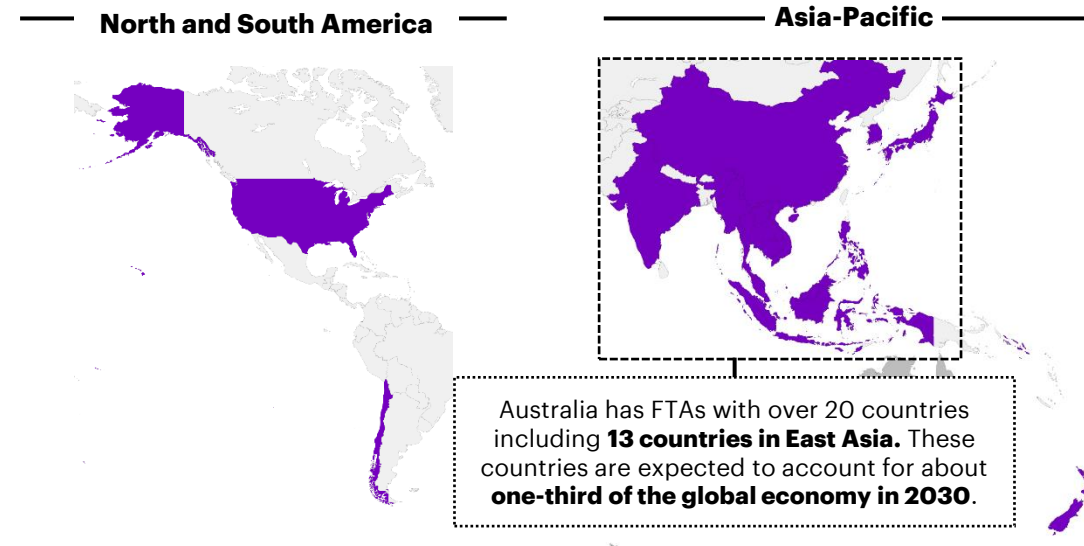 North and South America
Asia-Pacific
Australia has FTAs with over 20 countries
including 13 countries in East Asia. These
countries are expected to account for about
one-third of the global economy in 2030.